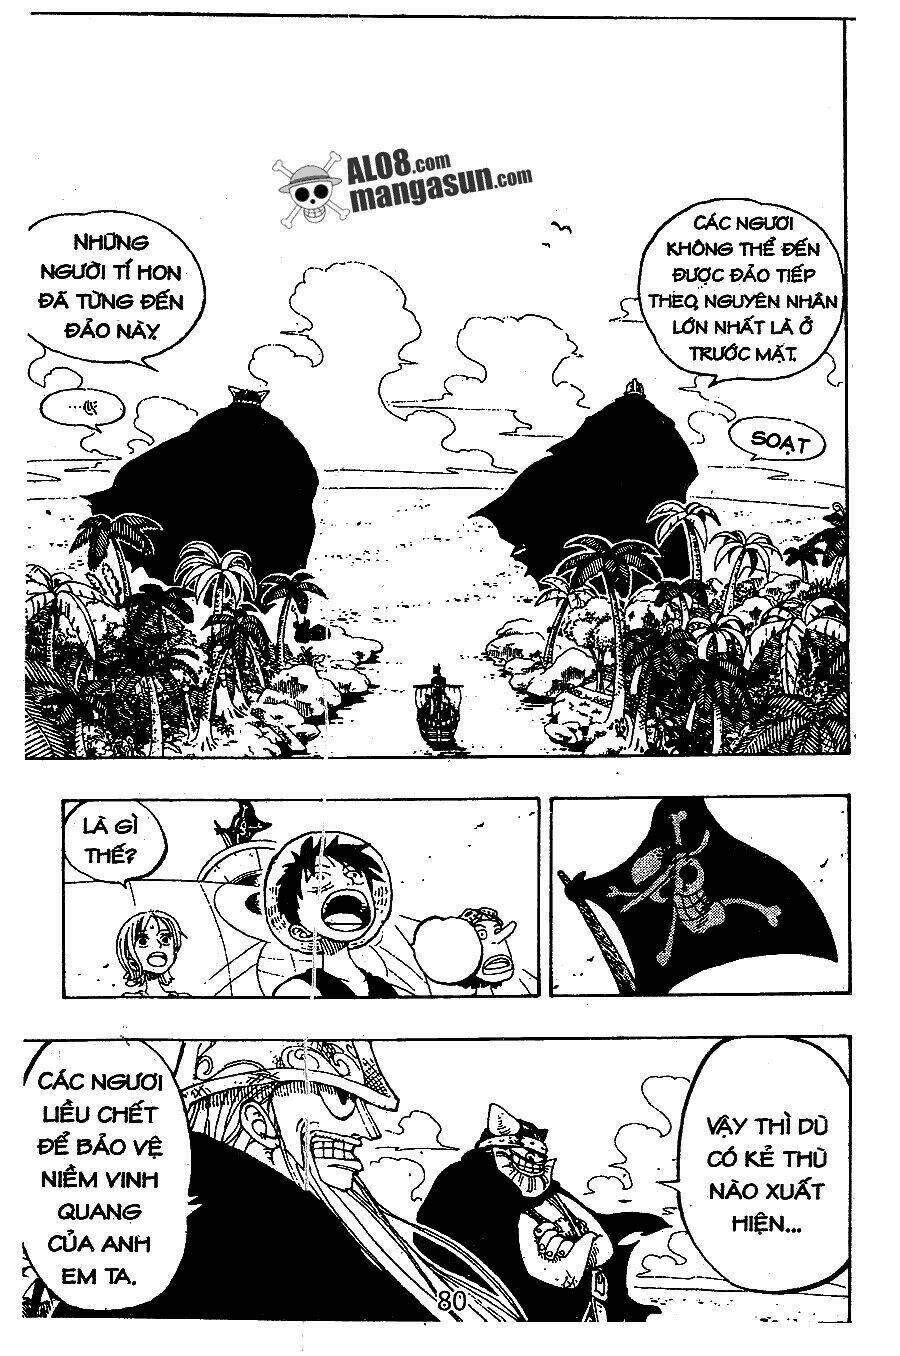 ALO8.com
mangasun.com
NHỮNG
NGƯỜI TÍ HON
ĐÃ TỪNG ĐẾN
ĐẢO NÀY.
CÁC NGƯƠI
KHÔNG THỂ ĐẾN
ĐƯỢC ĐẢO TIẾP
THEO, NGUYÊN NHÂN
LỚN NHẤT LÀ Ở
TRƯỚC MẶT.
SOẠT
LÀ GÌ
THẾ?
CÁC NGƯƠI
LIỀU CHẾT
ĐỂ BẢO VỆ
NIỀM VINH
QUANG
CỦA ANH
EM TA.
VẬY THÌ DÙ
CÓ KẺ THÙ
NÀO XUẤT
HIỆN...
80